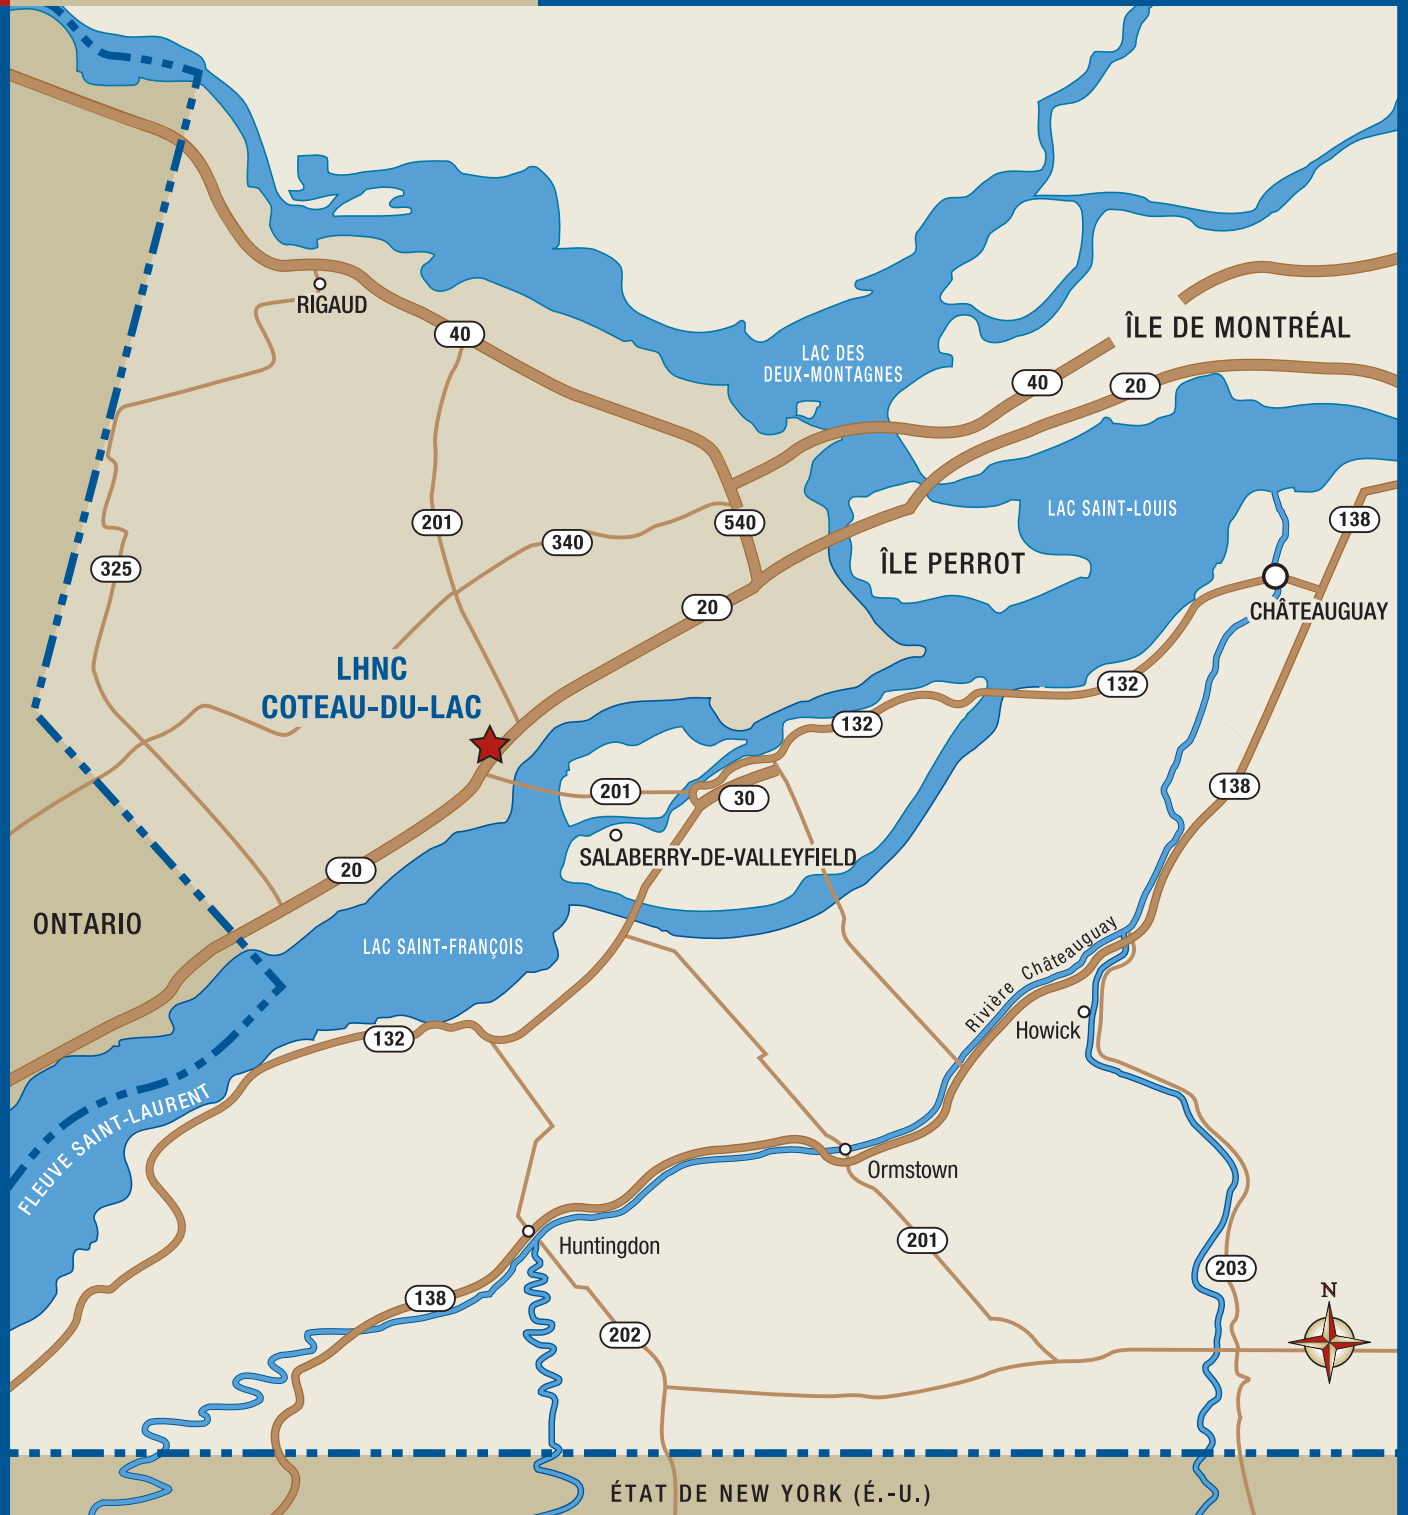 RIGAUD
40
LAC DES
DEUX-MONTAGNES
ÎLE DE MONTRÉAL
40
20
201
340
540
LAC SAINT-LOUIS
138
325
ÎLE PERROT
20
CHÂTEAUGUAY
LHNC
COTEAU-DU-LAC
132
132
201
30
138
SALABERRY-DE-VALLEYFIELD
20
ONTARIO
LAC SAINT-FRANÇOIS
Rivière Châteauguay
Howick
132
FLEUVE SAINT-LAURENT
Ormstown
Huntingdon
201
203
138
202
N
ÉTAT DE NEW YORK (É.-U.)